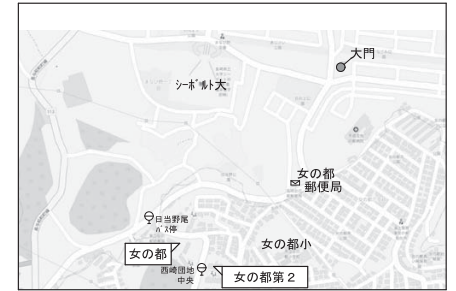 大門
シーボルト大
女の都
郵便局
日当野尾
バス停
女の都
女の都小
西崎団地
中央
女の都第2